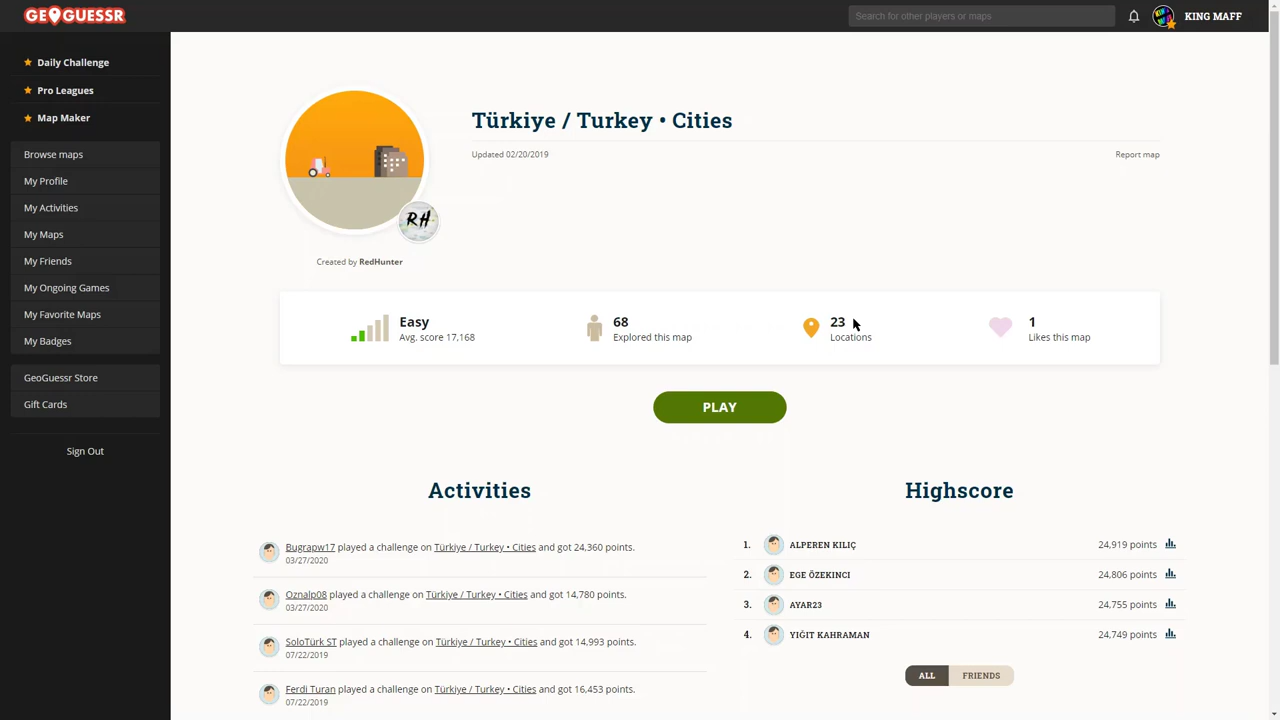 GEOGUESSR
Search for other players or maps
KING MAFF
Daily Challenge
Pro Leagues
Map Maker
Browse maps
My Profile
My Activities
My Maps
My Friends
My Ongoing Games
My Favorite Maps
My Badges
GeoGuessr Store
Gift Cards
Sign Out
Türkiye / Turkey • Cities
Updated 02/20/2019
Report map
RH
Created by RedHunter
Easy
Avg. score 17,168
68
Explored this map
23
Locations
1
Likes this map
PLAY
Activities
Bugrapw17 played a challenge on Türkiye / Turkey • Cities and got 24,360 points.
03/27/2020
Oznalp08 played a challenge on Türkiye / Turkey • Cities and got 14,780 points.
03/27/2020
SoloTürk ST played a challenge on Türkiye / Turkey • Cities and got 14,993 points.
07/22/2019
Ferdi Turan played a challenge on Türkiye / Turkey • Cities and got 16,453 points.
07/22/2019
Highscore
1. ALPEREN KILIÇ 24,919 points
2. EGE ÖZEKINCI 24,806 points
3. AYAR23 24,755 points
4. YIĞIT KAHRAMAN 24,749 points
ALL FRIENDS